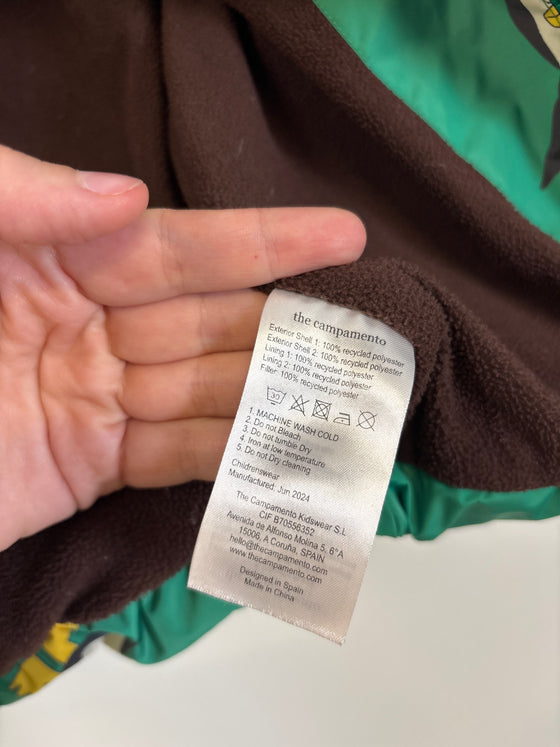 the campamento
Exterior Shell 1: 100% recycled polyester
Exterior Shell 2: 100% recycled polyester
Lining 1: 100% recycled polyester
Lining 2: 100% recycled polyester
Filler: 100% recycled polyester
30
1. MACHINE WASH COLD
2. Do not Bleach
3. Do not tumble Dry
4. Iron at low temperature
5. Do not Dry cleaning
Childrenswear
Manufactured: Jun 2024
The Campamento Kidswear S.L
CIF B70556352
Avenida de Alfonso Molina 5, 6°A
15006, A Coruña, SPAIN
hello@thecampamento.com
www.thecampamento.com
Designed in Spain
Made in China